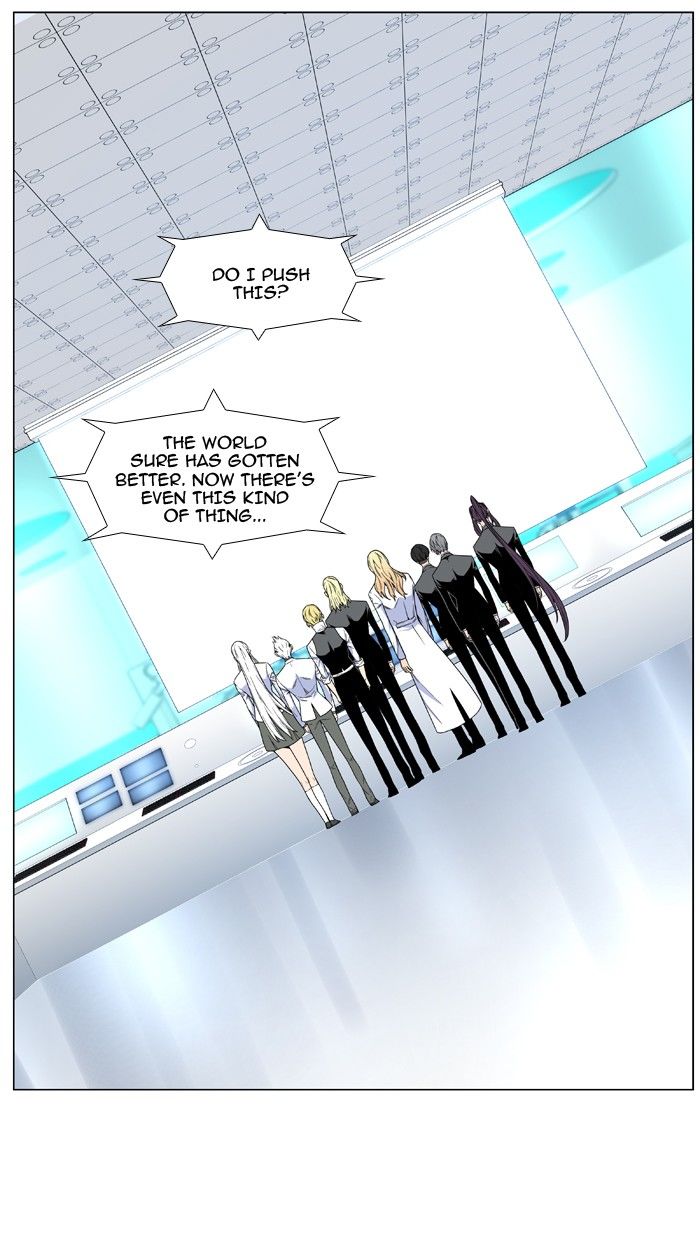 DO I PUSH
THIS?
THE WORLD
SURE HAS GOTTEN
BETTER. NOW THERE'S
EVEN THIS KIND
OF THING...